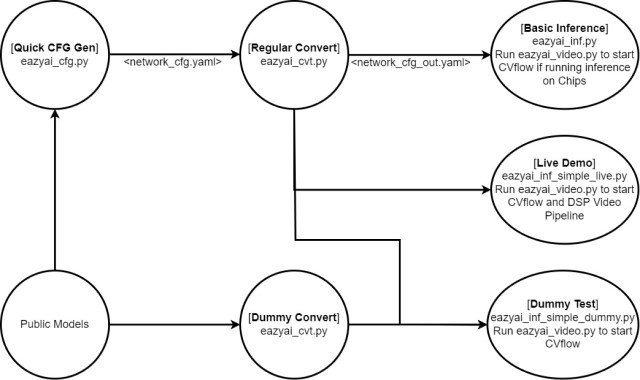 [Quick CFG Gen]
eazyai_cfg.py
<network_cfg.yaml>
[Regular Convert]
eazyai_cvt.py
<network_cfg_out.yaml>
[Basic Inference]
eazyai_inf.py
Run eazyai_video.py to start
CVflow if running inference
on Chips
[Live Demo]
eazyai_inf_simple_live.py
Run eazyai_video.py to start
CVflow and DSP Video
Pipeline
Public Models
[Dummy Convert]
eazyai_cvt.py
[Dummy Test]
eazyai_inf_simple_dummy.py
Run eazyai_video.py to start
CVflow